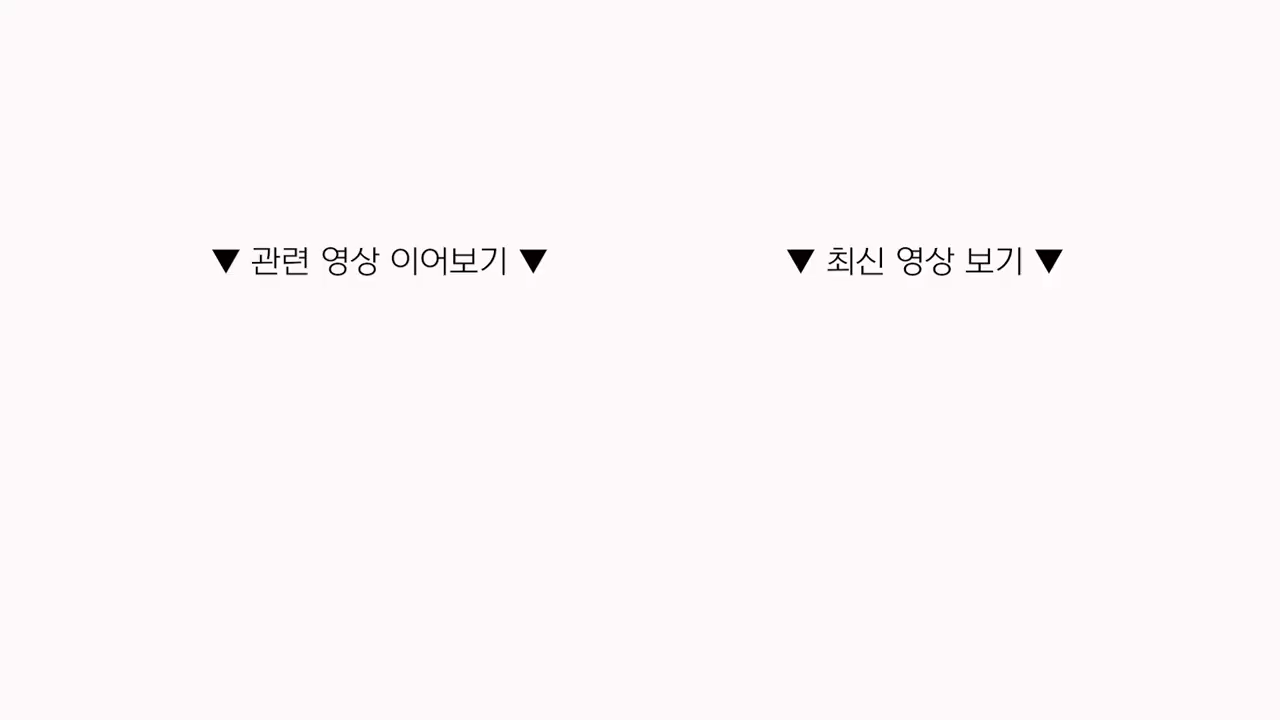 ▼ 관련 영상 이어보기 ▼
▼ 최신 영상 보기 ▼